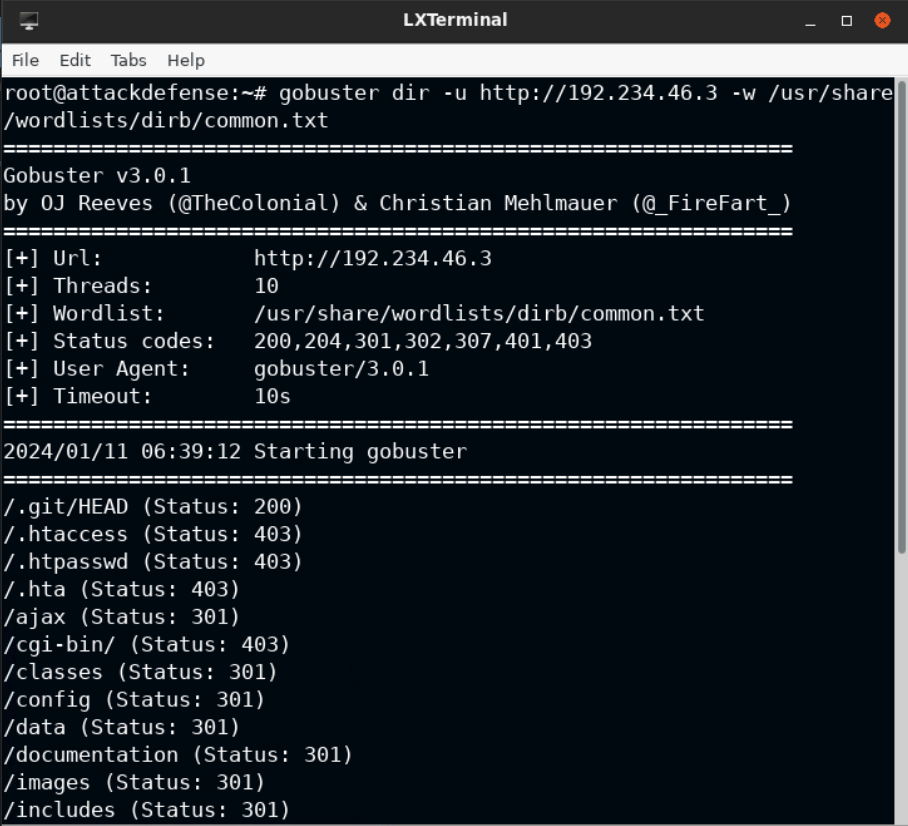 LXTerminal
File Edit Tabs Help
root@attackdefense:~# gobuster dir -u http://192.234.46.3 -w /usr/share
/wordlists/dirb/common.txt
===============================================================
Gobuster v3.0.1
by OJ Reeves (@TheColonial) & Christian Mehlmauer (@_FireFart_)
===============================================================
[+] Url:            http://192.234.46.3
[+] Threads:        10
[+] Wordlist:       /usr/share/wordlists/dirb/common.txt
[+] Status codes:   200,204,301,302,307,401,403
[+] User Agent:     gobuster/3.0.1
[+] Timeout:        10s
===============================================================
2024/01/11 06:39:12 Starting gobuster
===============================================================
/.git/HEAD (Status: 200)
/.htaccess (Status: 403)
/.htpasswd (Status: 403)
/.hta (Status: 403)
/ajax (Status: 301)
/cgi-bin/ (Status: 403)
/classes (Status: 301)
/config (Status: 301)
/data (Status: 301)
/documentation (Status: 301)
/images (Status: 301)
/includes (Status: 301)